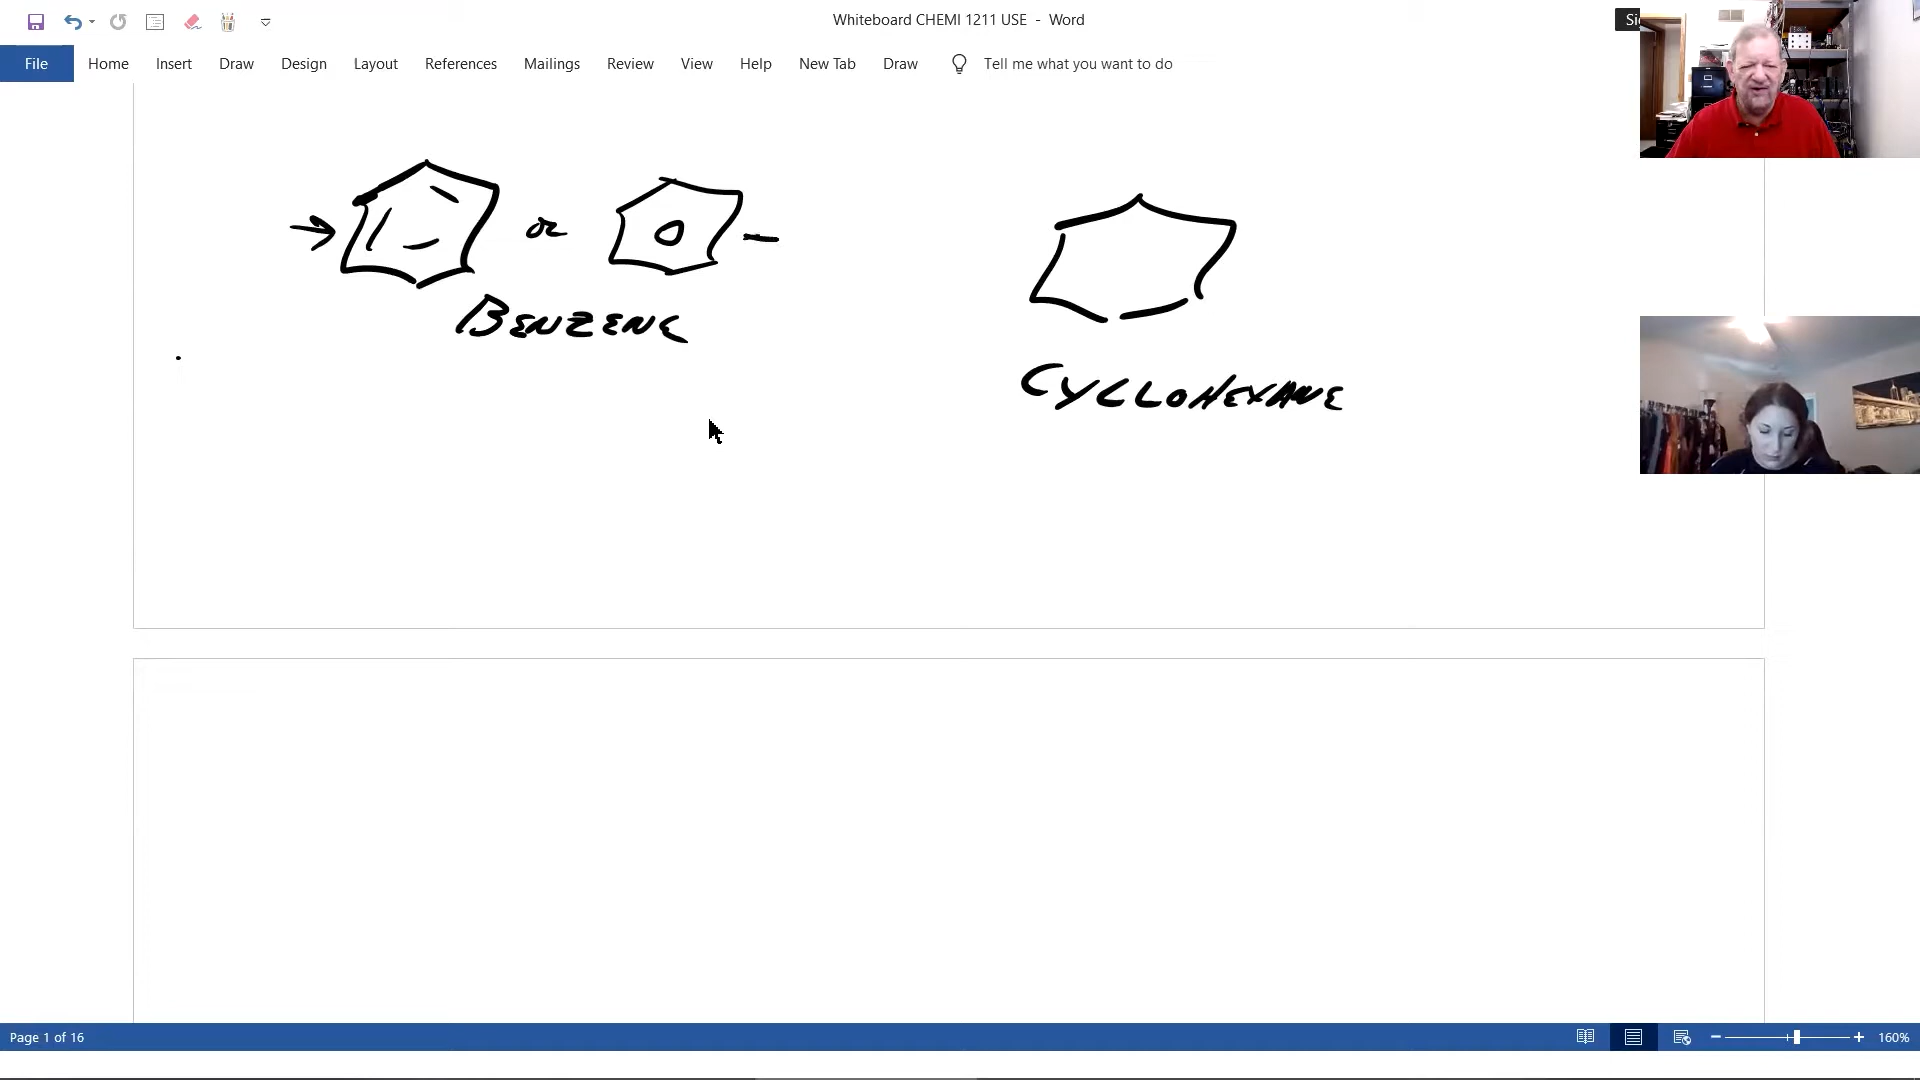 Whiteboard CHEMI 1211 USE - Word
File Home Insert Draw Design Layout References Mailings Review View Help New Tab Draw Tell me what you want to do
or
BENZENE
CYCLOHEXANE
Page 1 of 16
160%